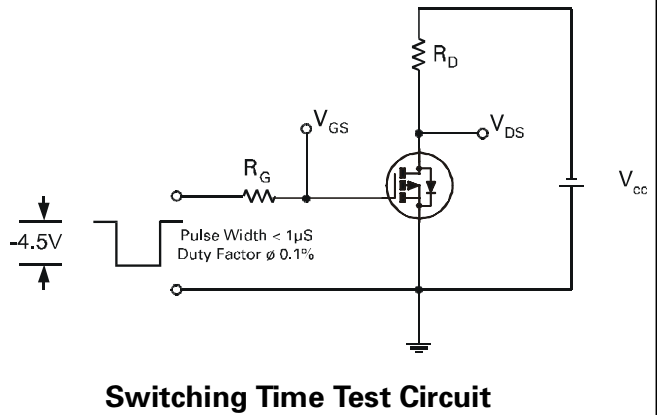 R_D
V_GS
V_DS
R_G
V_cc
-4.5V
Pulse Width < 1µS
Duty Factor ø 0.1%
Switching Time Test Circuit